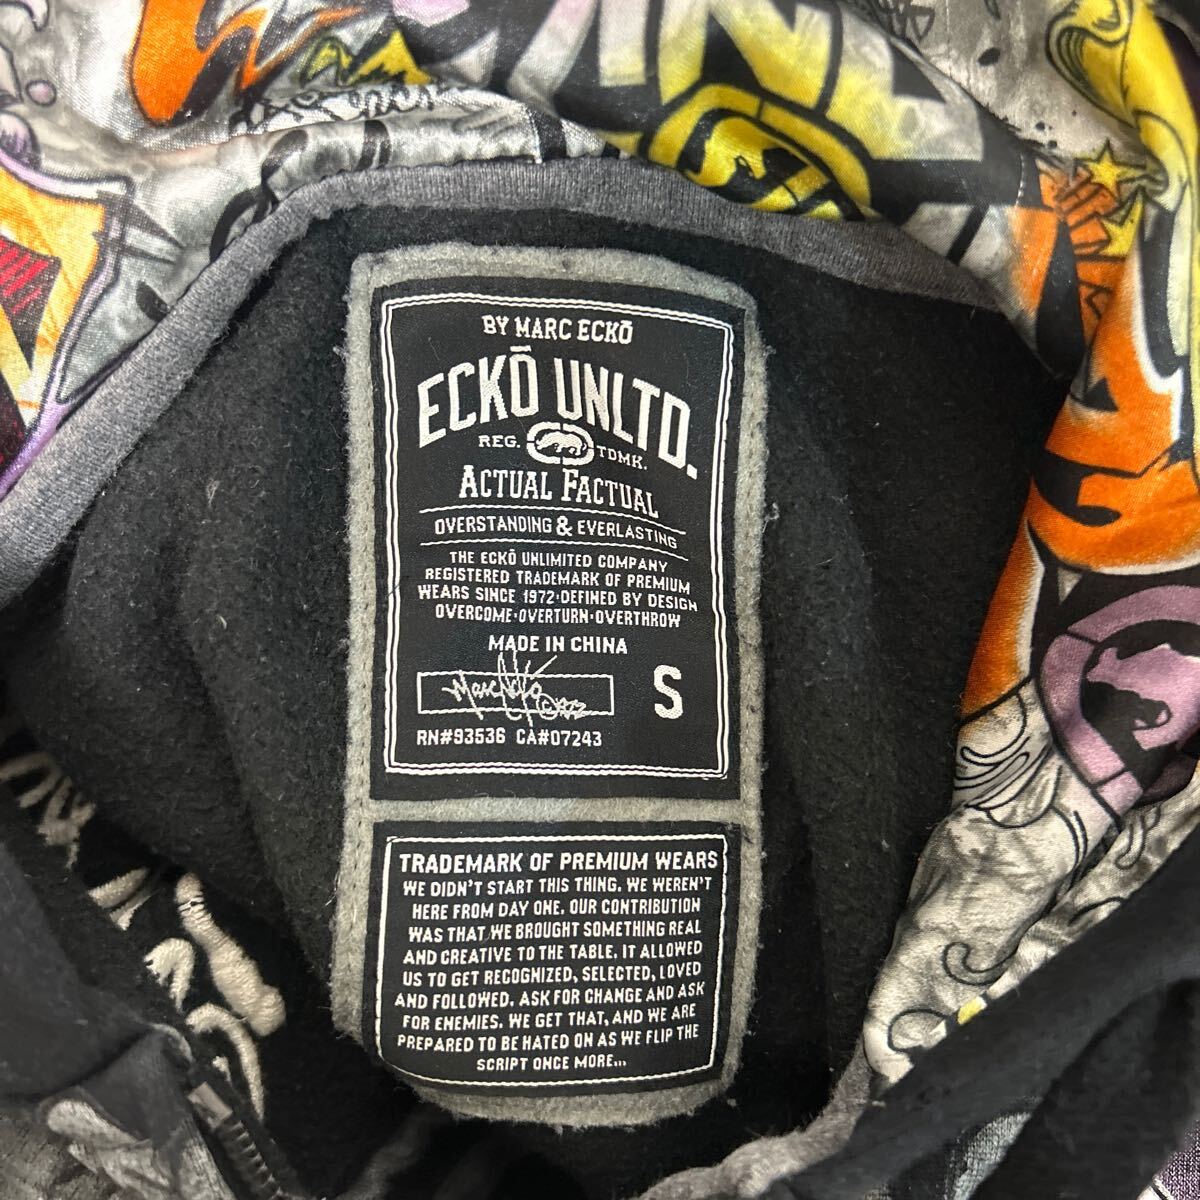 BY MARC ECKŌ
ECKŌ UNLTD.
REG. TDMK.
ACTUAL FACTUAL
OVERSTANDING & EVERLASTING
THE ECKŌ UNLIMITED COMPANY
REGISTERED TRADEMARK OF PREMIUM
WEARS SINCE 1972·DEFINED BY DESIGN
OVERCOME·OVERTURN·OVERTHROW
MADE IN CHINA
S
RN#93536 CA#07243
TRADEMARK OF PREMIUM WEARS
WE DIDN'T START THIS THING. WE WEREN'T
HERE FROM DAY ONE. OUR CONTRIBUTION
WAS THAT WE BROUGHT SOMETHING REAL
AND CREATIVE TO THE TABLE. IT ALLOWED
US TO GET RECOGNIZED, SELECTED, LOVED
AND FOLLOWED. ASK FOR CHANGE AND ASK
FOR ENEMIES. WE GET THAT, AND WE ARE
PREPARED TO BE HATED ON AS WE FLIP THE
SCRIPT ONCE MORE...